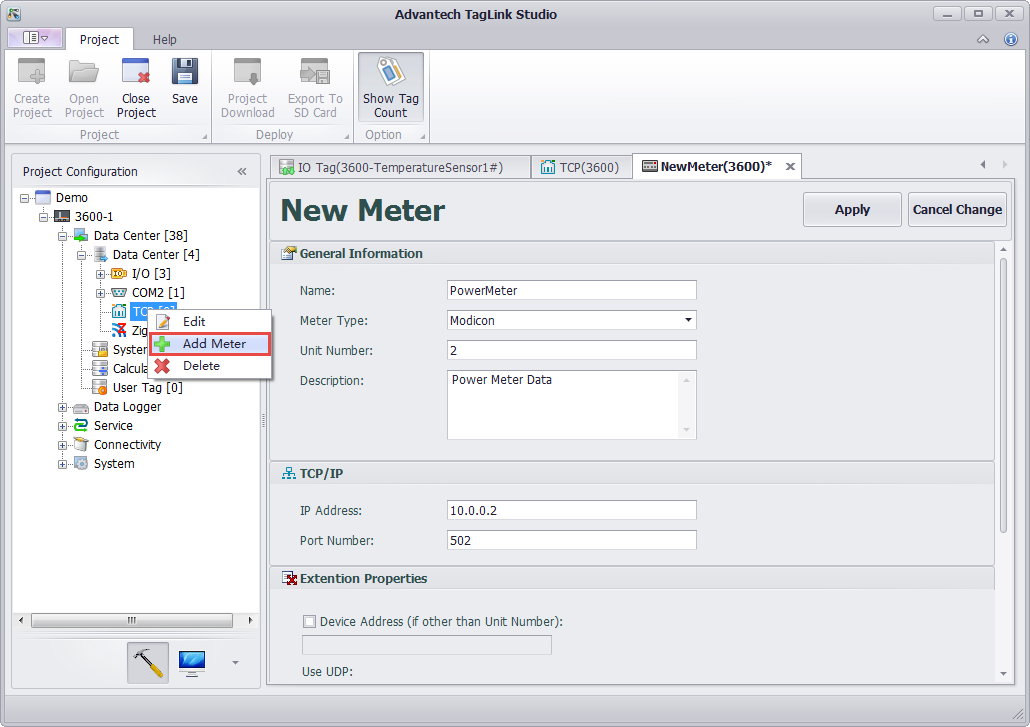 Advantech TagLink Studio
Project Help
Create Project
Open Project
Close Project
Save
Project Download
Export To SD Card
Show Tag Count
Project
Deploy
Option
Project Configuration
Demo
3600-1
Data Center [38]
Data Center [4]
I/O [3]
COM2 [1]
TCP [0]
Zig
System
Calcula
User Tag [0]
Data Logger
Service
Connectivity
System
Edit
Add Meter
Delete
IO Tag(3600-TemperatureSensor1#) TCP(3600) NewMeter(3600)*
New Meter
Apply Cancel Change
General Information
Name: PowerMeter
Meter Type: Modicon
Unit Number: 2
Description: Power Meter Data
TCP/IP
IP Address: 10.0.0.2
Port Number: 502
Extention Properties
Device Address (if other than Unit Number):
Use UDP: